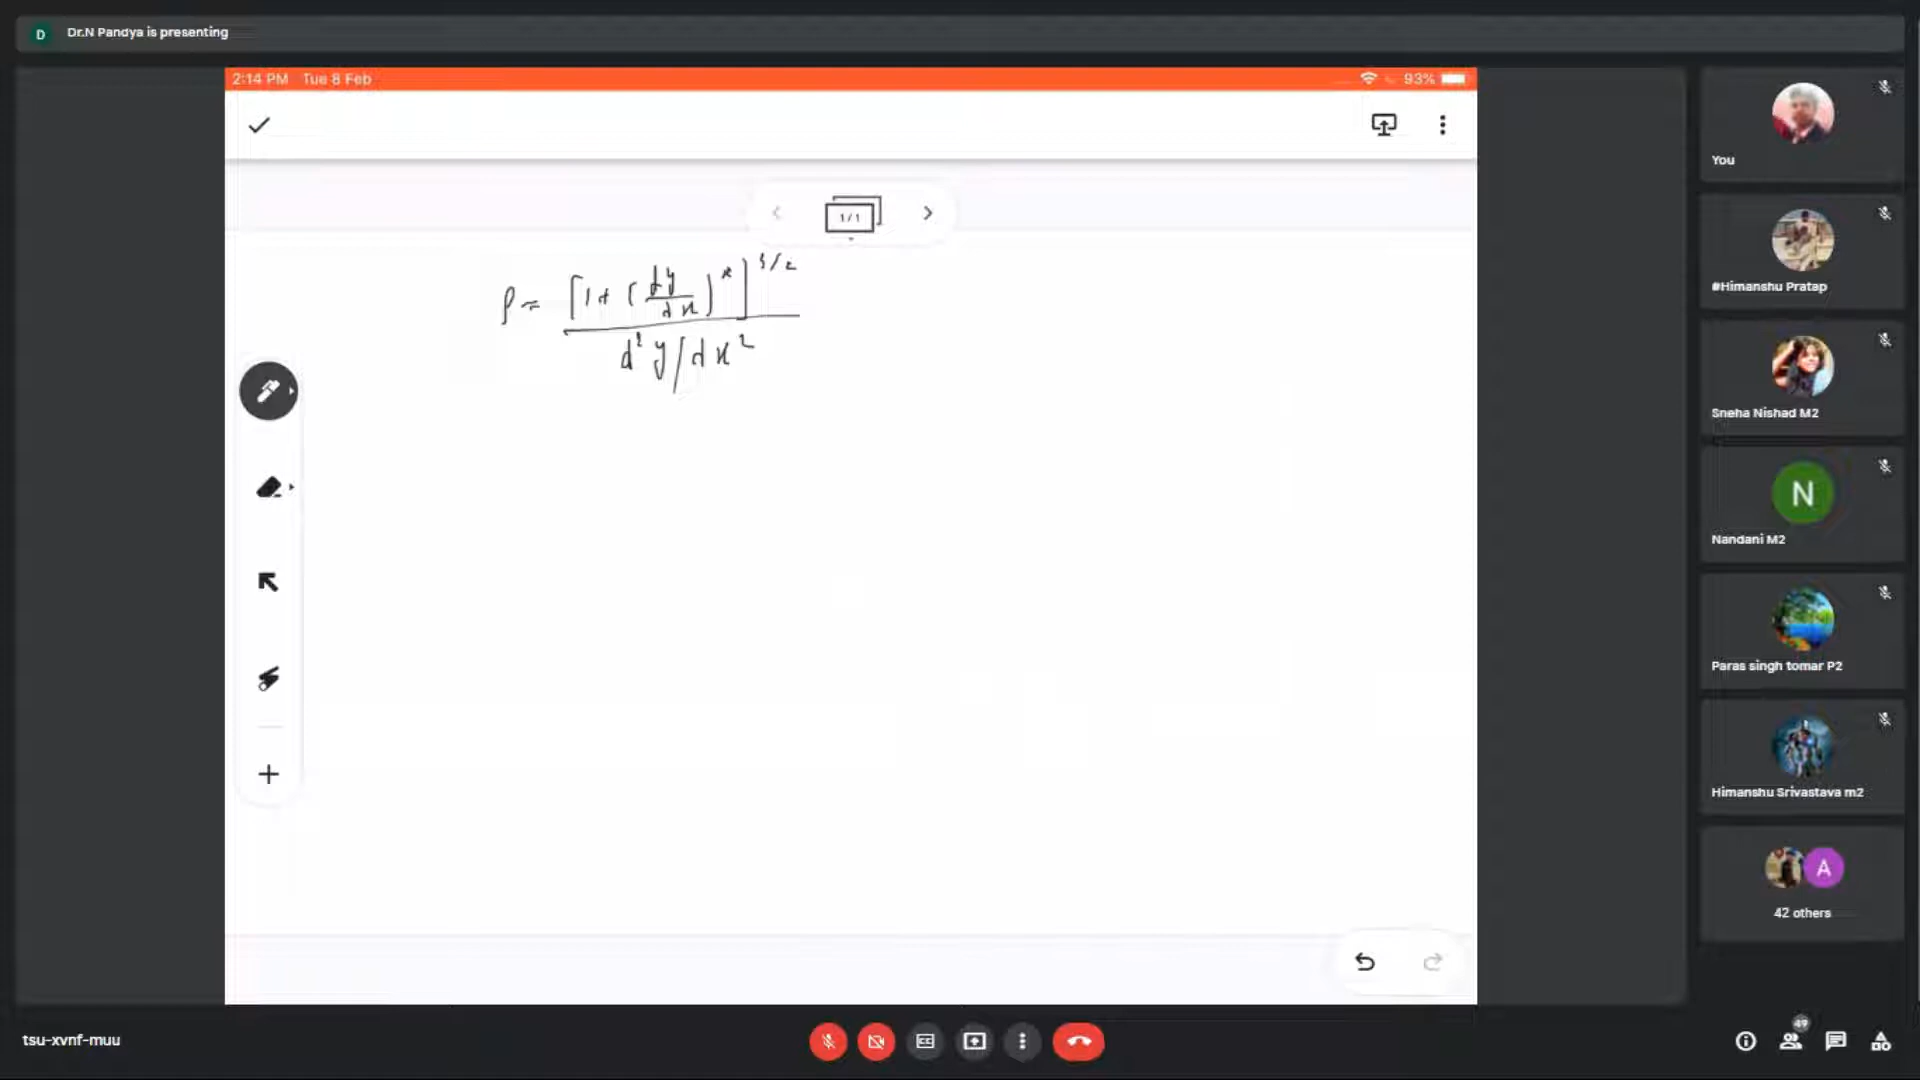 Dr.N Pandya is presenting
2:14 PM Tue 8 Feb
93%
1/1
ρ = [1 + (dy/dx)²]^3/2
d²y/dx²
You
#Himanshu Pratap
Sneha Nishad M2
N
Nandani M2
Paras singh tomar P2
Himanshu Srivastava m2
A
42 others
tsu-xvnf-muu
49
D